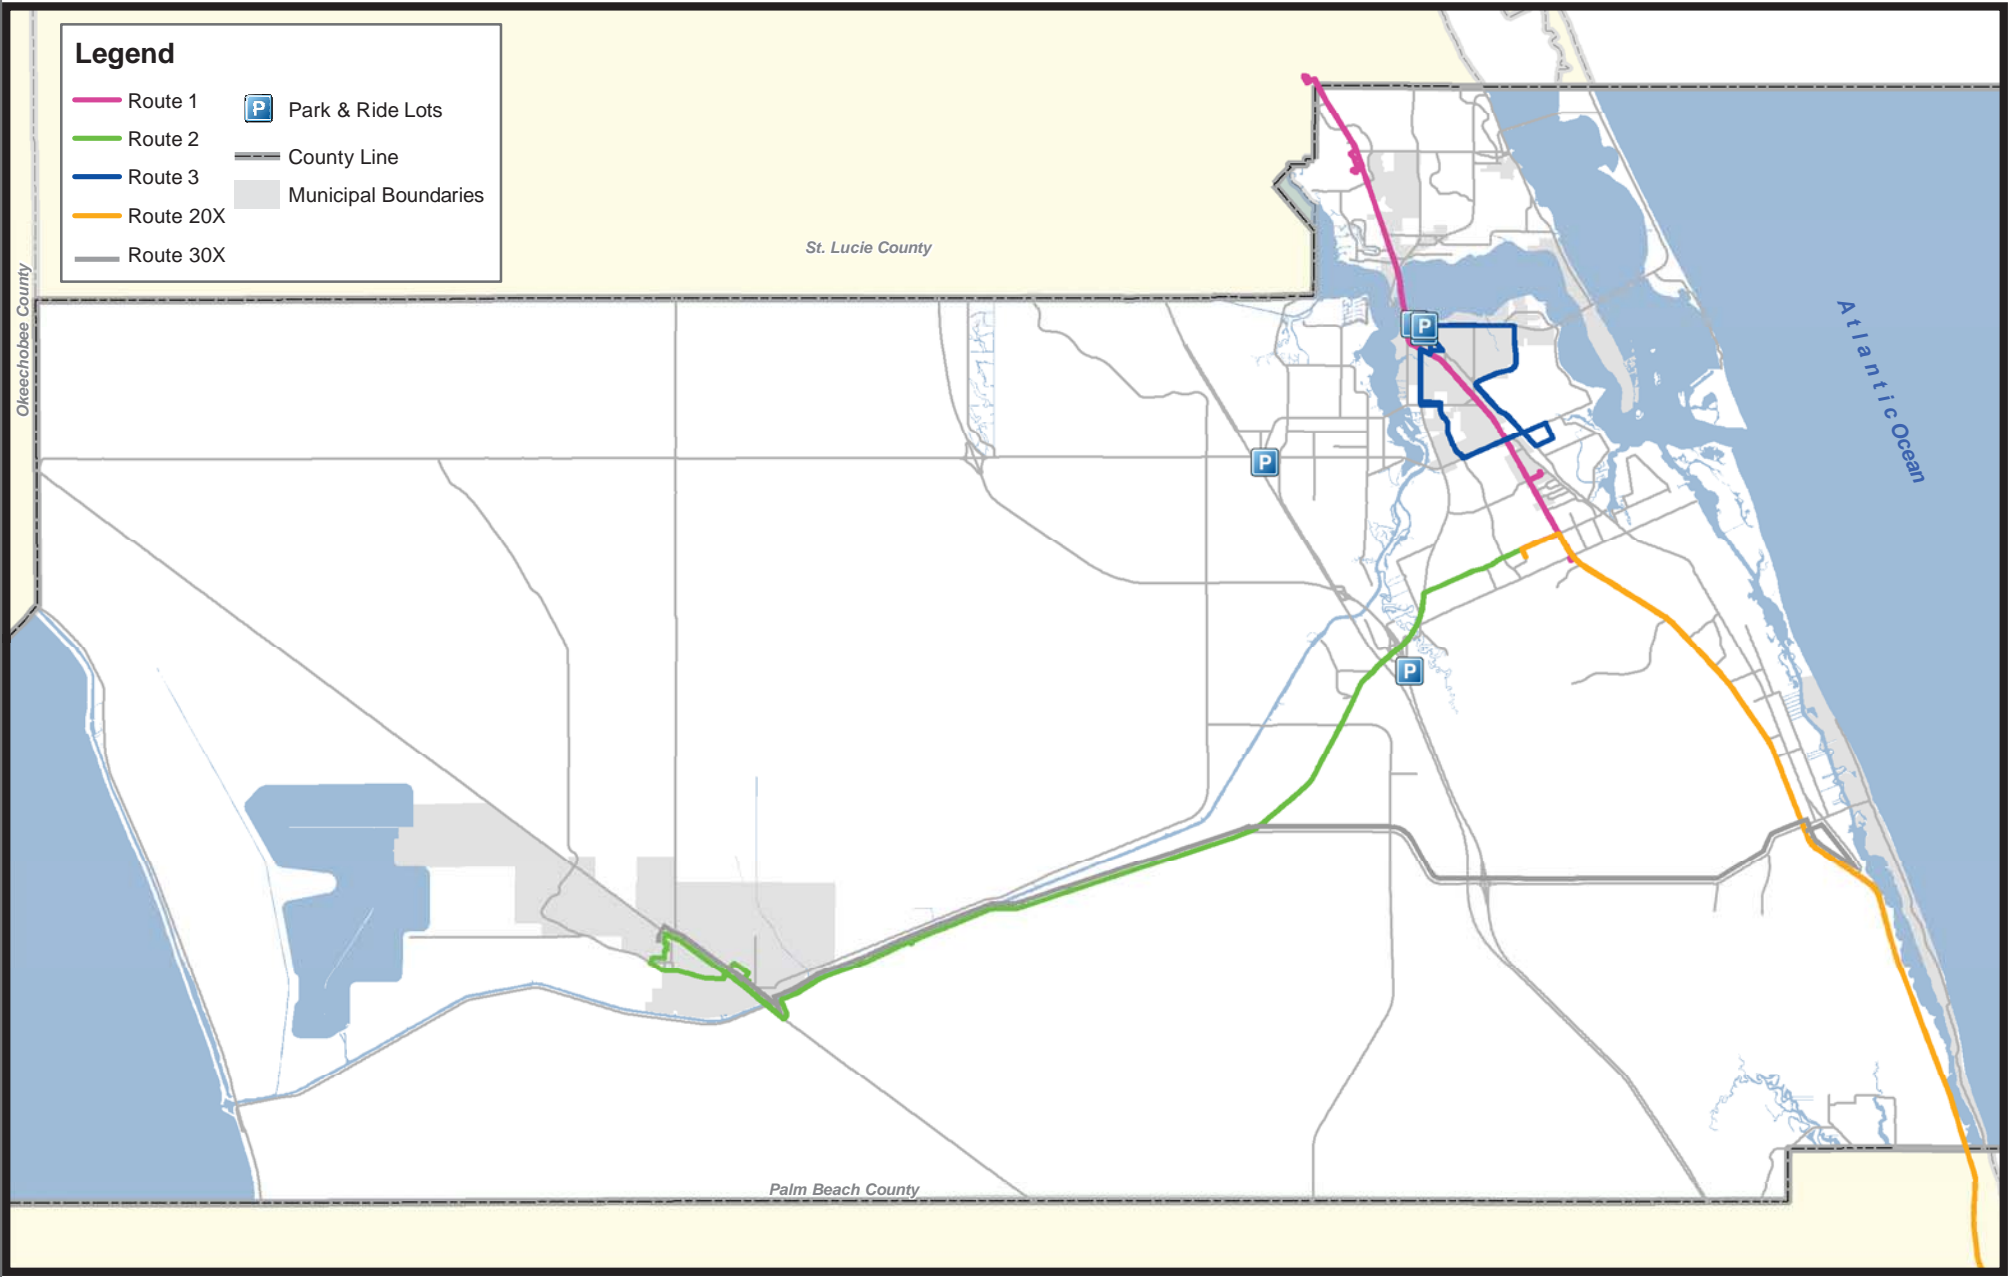 Legend
Route 1
Route 2
Route 3
Route 20X
Route 30X
P Park & Ride Lots
County Line
Municipal Boundaries
St. Lucie County
Okeechobee County
Atlantic Ocean
P
P
P
Palm Beach County